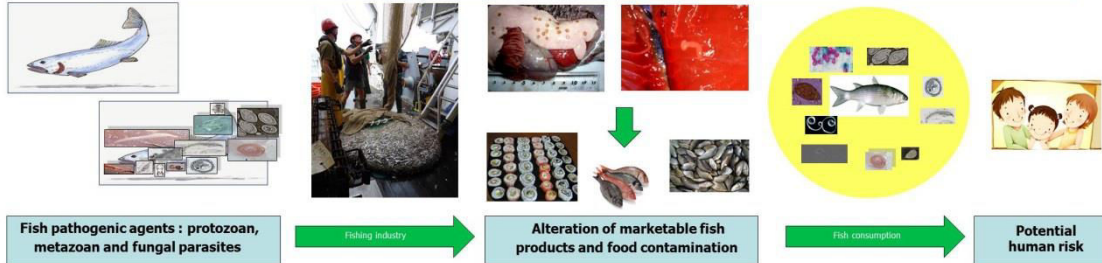 Fish pathogenic agents : protozoan,
metazoan and fungal parasites
Fishing industry
Alteration of marketable fish
products and food contamination
Fish consumption
Potential
human risk